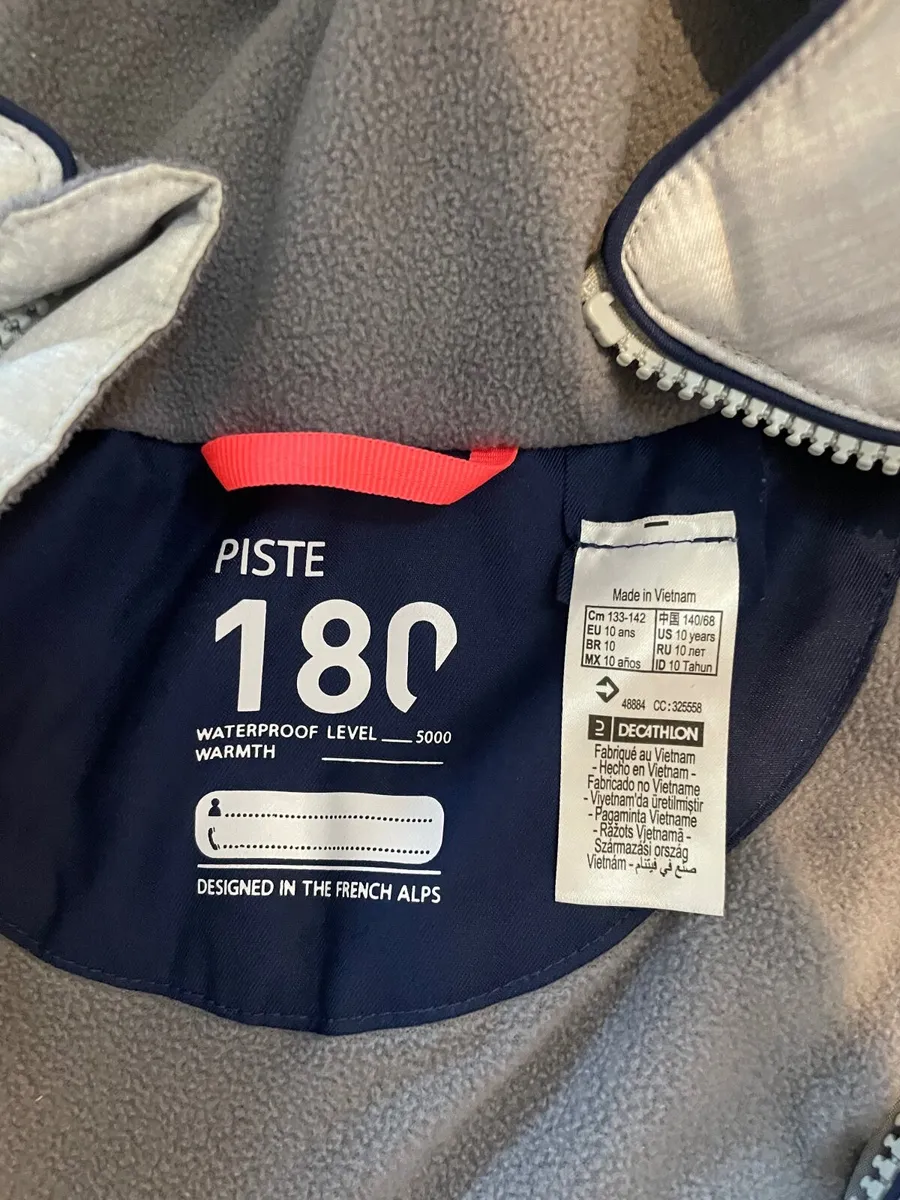 PISTE
180
WATERPROOF LEVEL 5000
WARMTH
DESIGNED IN THE FRENCH ALPS
Made in Vietnam
Cm 133-142 中国 140/68
EU 10 ans US 10 years
BR 10 RU 10 лет
MX 10 años ID 10 Tahun
48884 CC:325558
DECATHLON
Fabriqué au Vietnam
- Hecho en Vietnam -
Fabricado no Vietname
- Viyetnam'da üretilmiştir
- Pagaminta Vietname
- Ražots Vjetnamā -
Származási ország
Vietnám - صنع في فيتنام